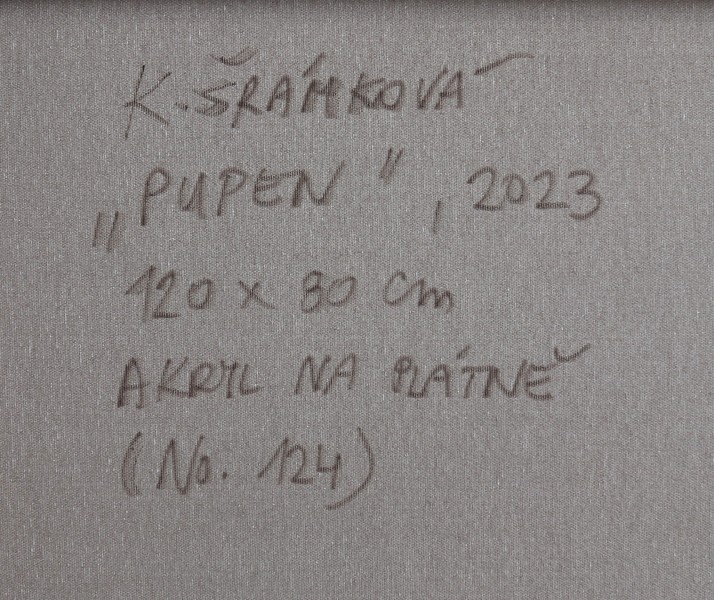 K. ŠRÁMKOVÁ
„PUPEN", 2023
120 x 80 cm
AKRYL NA PLÁTNĚ
(No. 124)